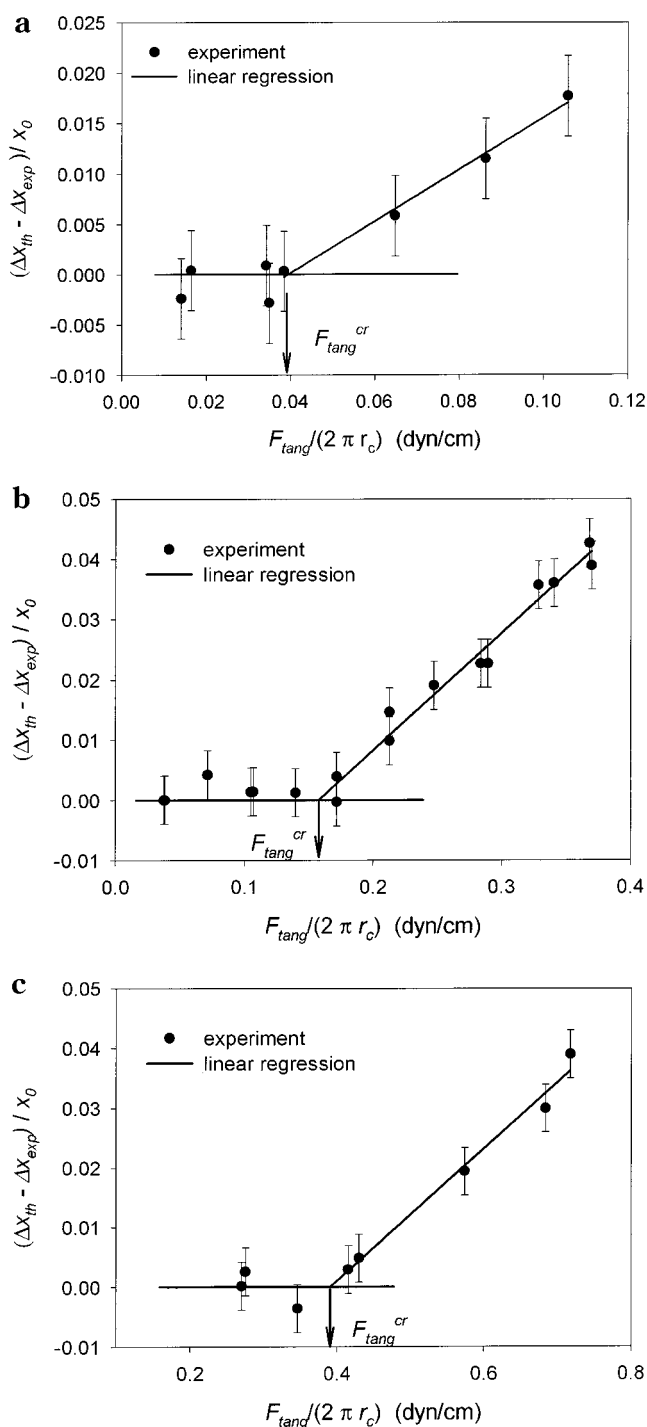 a
experiment
linear regression
(Δx_th - Δx_exp) / x_0
0.025
0.020
0.015
0.010
0.005
0.000
-0.005
-0.010
F_tang^cr
0.00 0.02 0.04 0.06 0.08 0.10 0.12
F_tang/(2 π r_c) (dyn/cm)
b
experiment
linear regression
(Δx_th - Δx_exp) / x_0
0.05
0.04
0.03
0.02
0.01
0.00
-0.01
F_tang^cr
0.0 0.1 0.2 0.3 0.4
F_tang/(2 π r_c) (dyn/cm)
c
experiment
linear regression
(Δx_th - Δx_exp) / x_0
0.05
0.04
0.03
0.02
0.01
0.00
-0.01
F_tang^cr
0.2 0.4 0.6 0.8
F_tang/(2 π r_c) (dyn/cm)